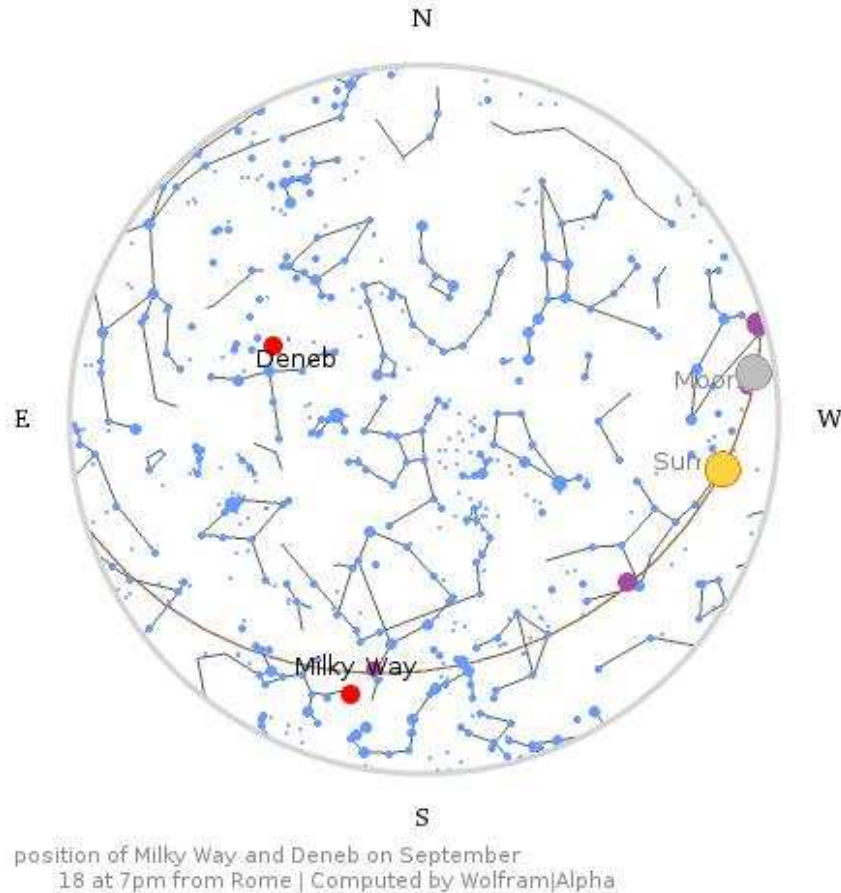 N
Deneb
Moon
E
W
Sun
Milky Way
S
position of Milky Way and Deneb on September
18 at 7pm from Rome | Computed by Wolfram|Alpha